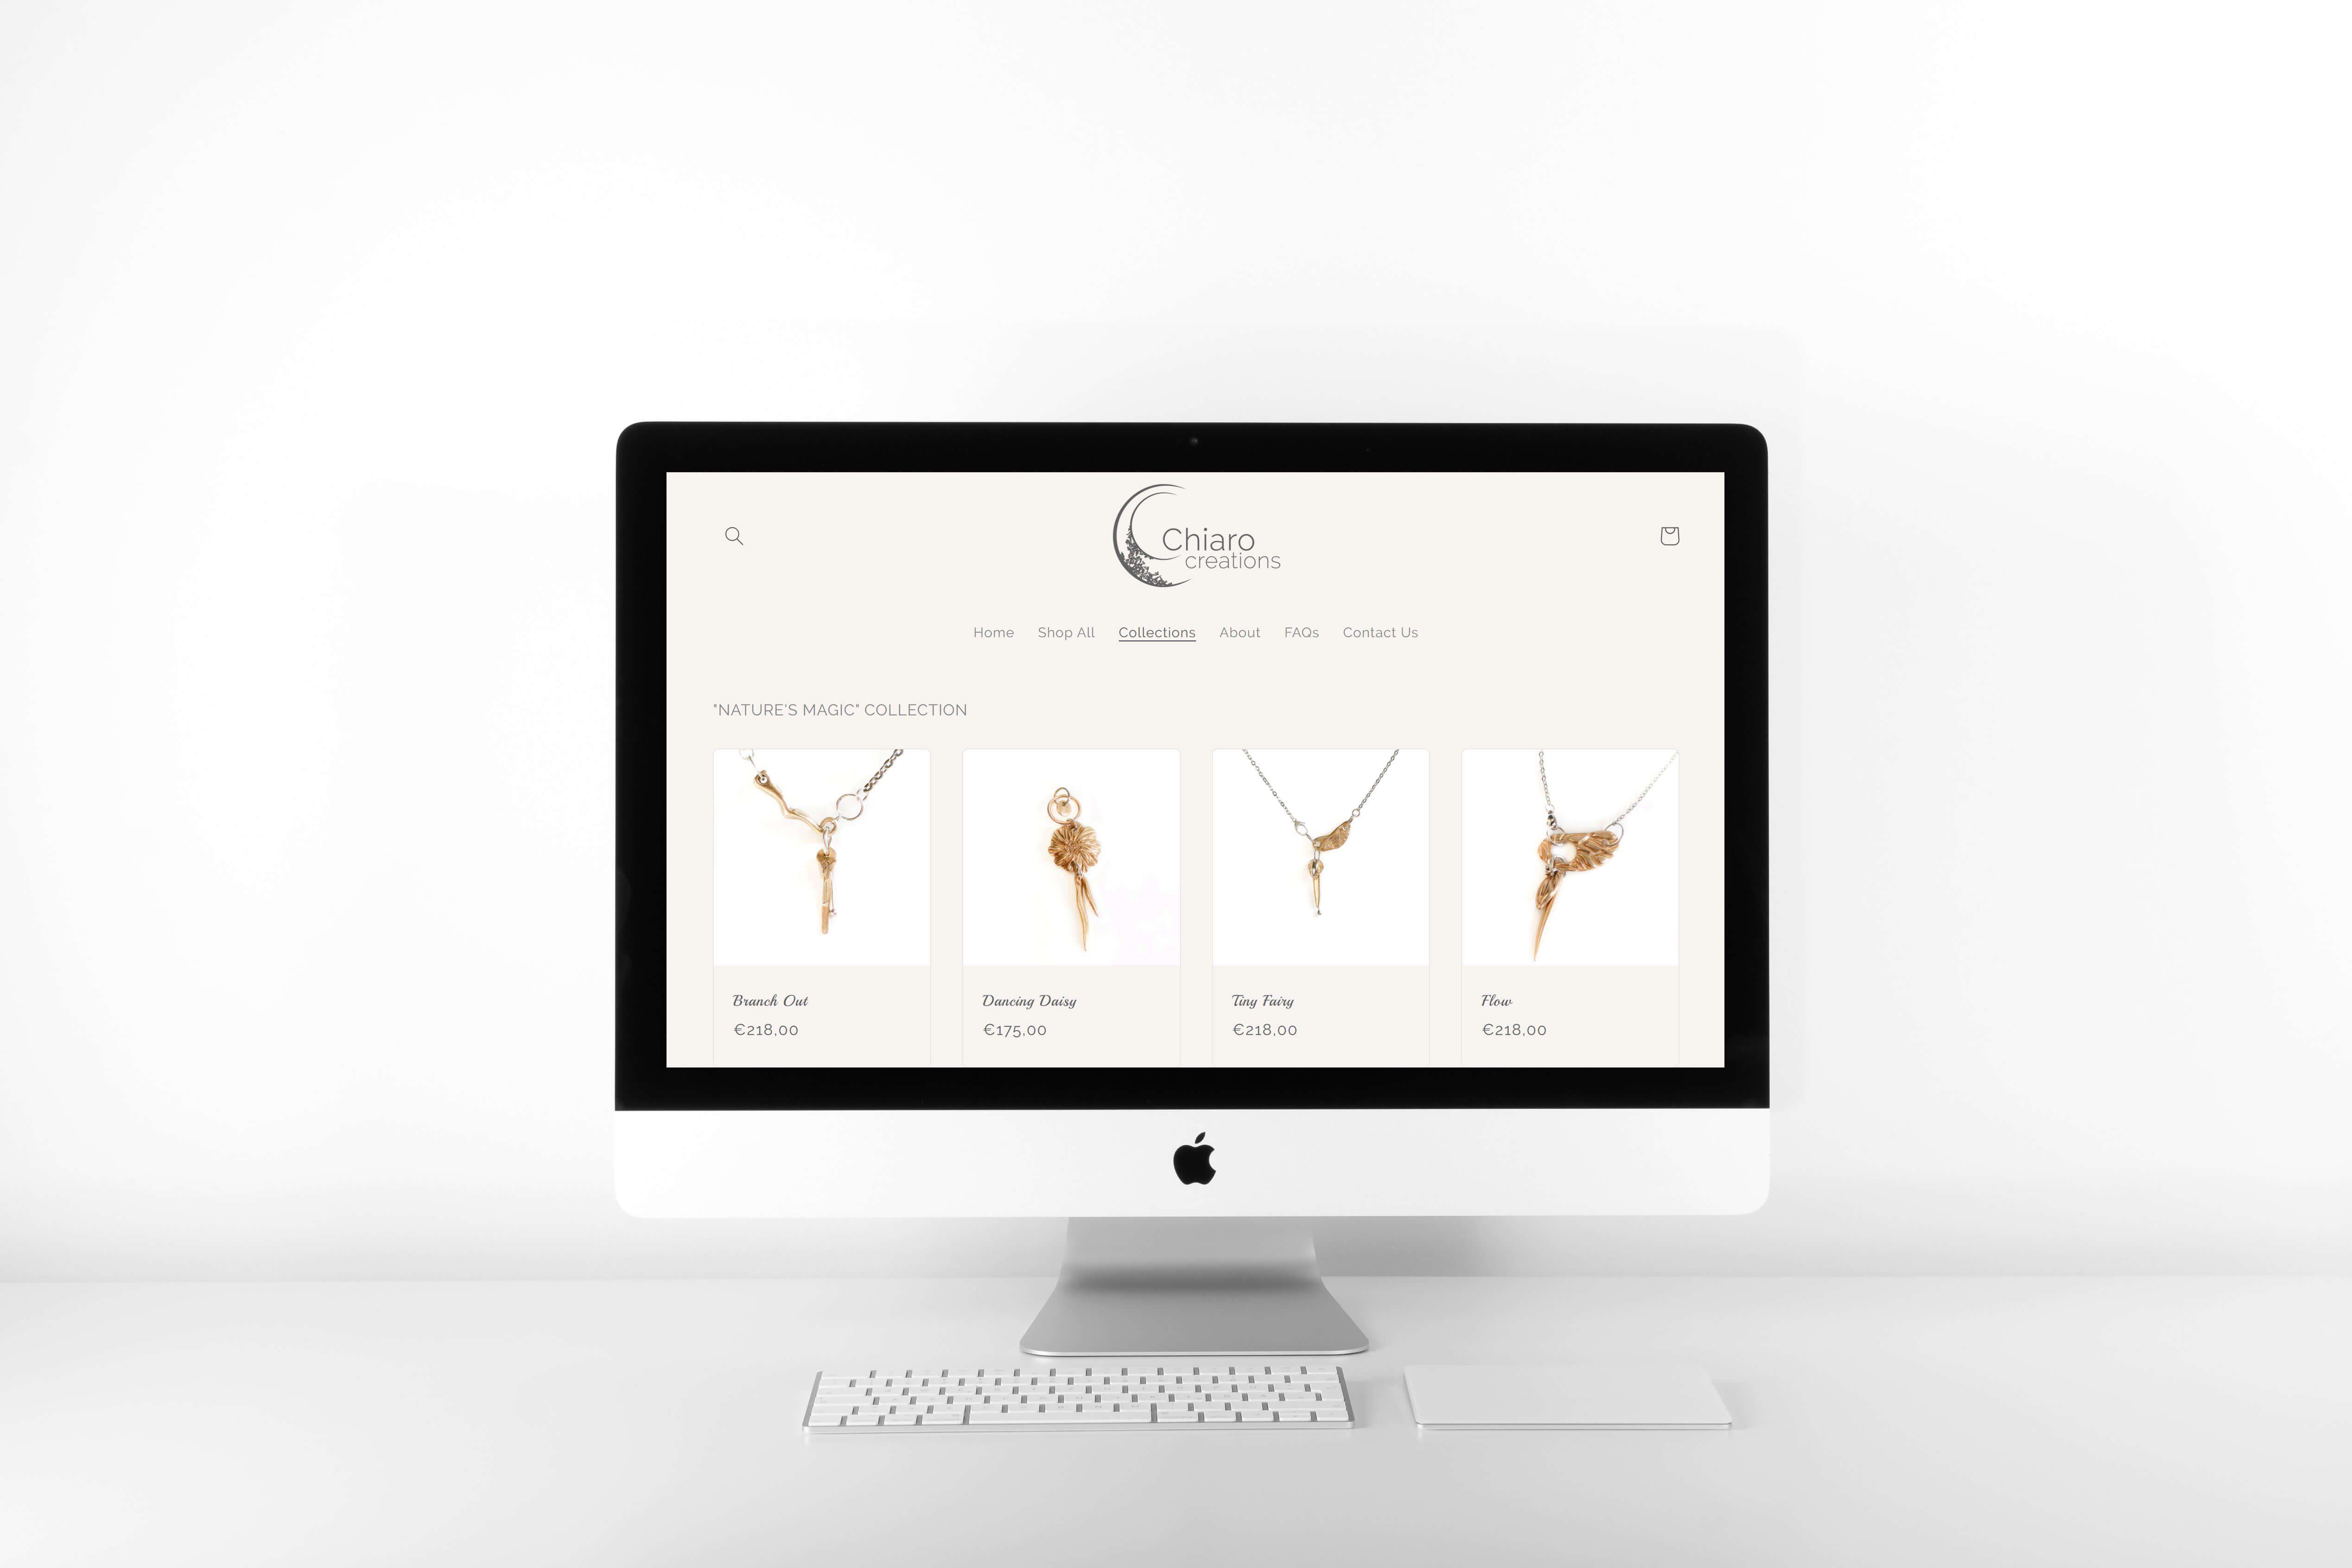 Chiaro
creations
Home Shop All Collections About FAQs Contact Us
"NATURE'S MAGIC" COLLECTION
Branch Out Dancing Daisy Tiny Fairy Flow
€218,00 €175,00 €218,00 €218,00